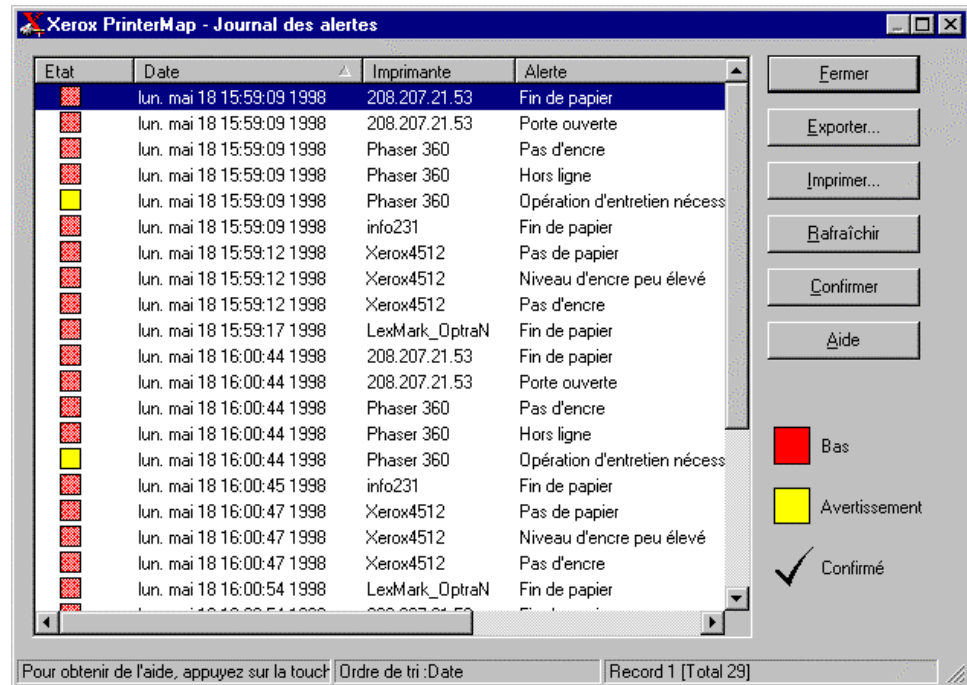 Xerox PrinterMap - Journal des alertes
Etat Date Imprimante Alerte
lun. mai 18 15:59:09 1998 208.207.21.53 Fin de papier
lun. mai 18 15:59:09 1998 208.207.21.53 Porte ouverte
lun. mai 18 15:59:09 1998 Phaser 360 Pas d'encre
lun. mai 18 15:59:09 1998 Phaser 360 Hors ligne
lun. mai 18 15:59:09 1998 Phaser 360 Opération d'entretien nécess
lun. mai 18 15:59:09 1998 info231 Fin de papier
lun. mai 18 15:59:12 1998 Xerox4512 Pas de papier
lun. mai 18 15:59:12 1998 Xerox4512 Niveau d'encre peu élevé
lun. mai 18 15:59:12 1998 Xerox4512 Pas d'encre
lun. mai 18 15:59:17 1998 LexMark_OptraN Fin de papier
lun. mai 18 16:00:44 1998 208.207.21.53 Fin de papier
lun. mai 18 16:00:44 1998 208.207.21.53 Porte ouverte
lun. mai 18 16:00:44 1998 Phaser 360 Pas d'encre
lun. mai 18 16:00:44 1998 Phaser 360 Hors ligne
lun. mai 18 16:00:44 1998 Phaser 360 Opération d'entretien nécess
lun. mai 18 16:00:45 1998 info231 Fin de papier
lun. mai 18 16:00:47 1998 Xerox4512 Pas de papier
lun. mai 18 16:00:47 1998 Xerox4512 Niveau d'encre peu élevé
lun. mai 18 16:00:47 1998 Xerox4512 Pas d'encre
lun. mai 18 16:00:54 1998 LexMark_OptraN Fin de papier
Fermer
Exporter...
Imprimer...
Rafraîchir
Confirmer
Aide
Bas
Avertissement
Confirmé
Pour obtenir de l'aide, appuyez sur la touch Ordre de tri :Date Record 1 [Total 29]